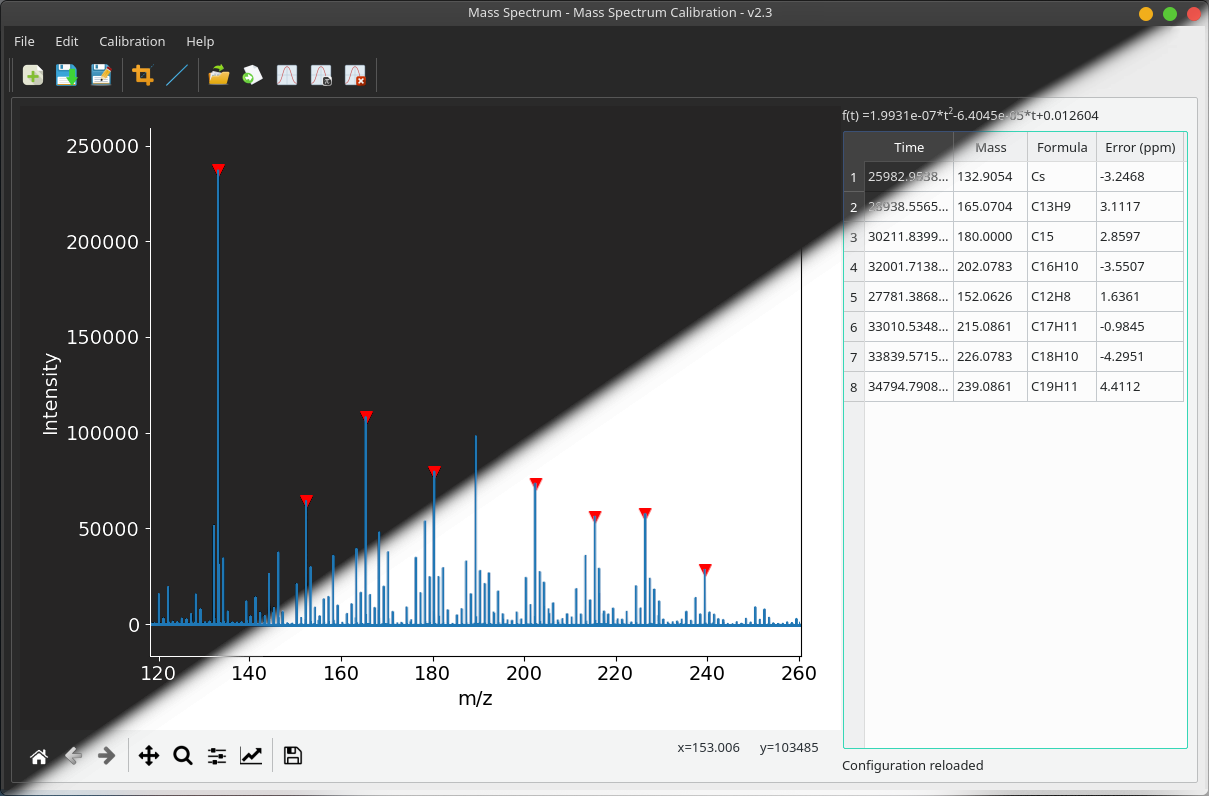 Mass Spectrum - Mass Spectrum Calibration - v2.3
File Edit Calibration Help
f(t) =1.9931e-07*t²-6.4045e-05*t+0.012604
Time Mass Formula Error (ppm)
1 25982.9538... 132.9054 Cs -3.2468
2 28938.5565... 165.0704 C13H9 3.1117
3 30211.8399... 180.0000 C15 2.8597
4 32001.7138... 202.0783 C16H10 -3.5507
5 27781.3868... 152.0626 C12H8 1.6361
6 33010.5348... 215.0861 C17H11 -0.9845
7 33839.5715... 226.0783 C18H10 -4.2951
8 34794.7908... 239.0861 C19H11 4.4112
250000
200000
150000
100000
50000
0
Intensity
120 140 160 180 200 220 240 260
m/z
x=153.006 y=103485
Configuration reloaded